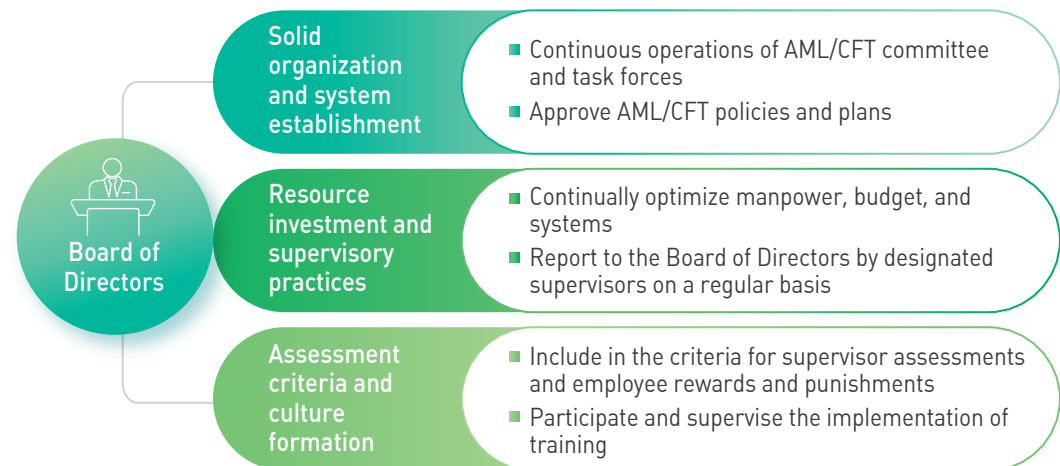 Board of
Directors
Solid
organization
and system
establishment
Continuous operations of AML/CFT committee
and task forces
Approve AML/CFT policies and plans
Resource
investment and
supervisory
practices
Continually optimize manpower, budget, and
systems
Report to the Board of Directors by designated
supervisors on a regular basis
Assessment
criteria and
culture
formation
Include in the criteria for supervisor assessments
and employee rewards and punishments
Participate and supervise the implementation of
training